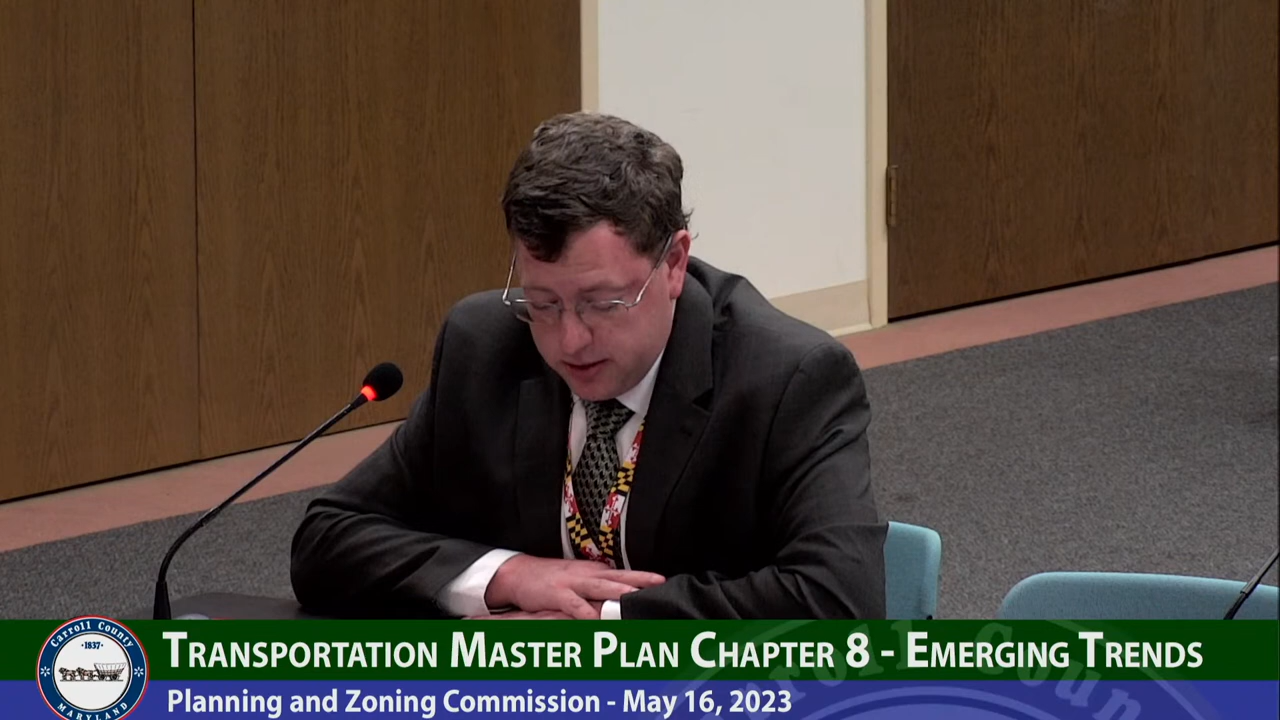 TRANSPORTATION MASTER PLAN CHAPTER 8 - EMERGING TRENDS
Planning and Zoning Commission - May 16, 2023
Carroll County
·1837·
MARYLAND